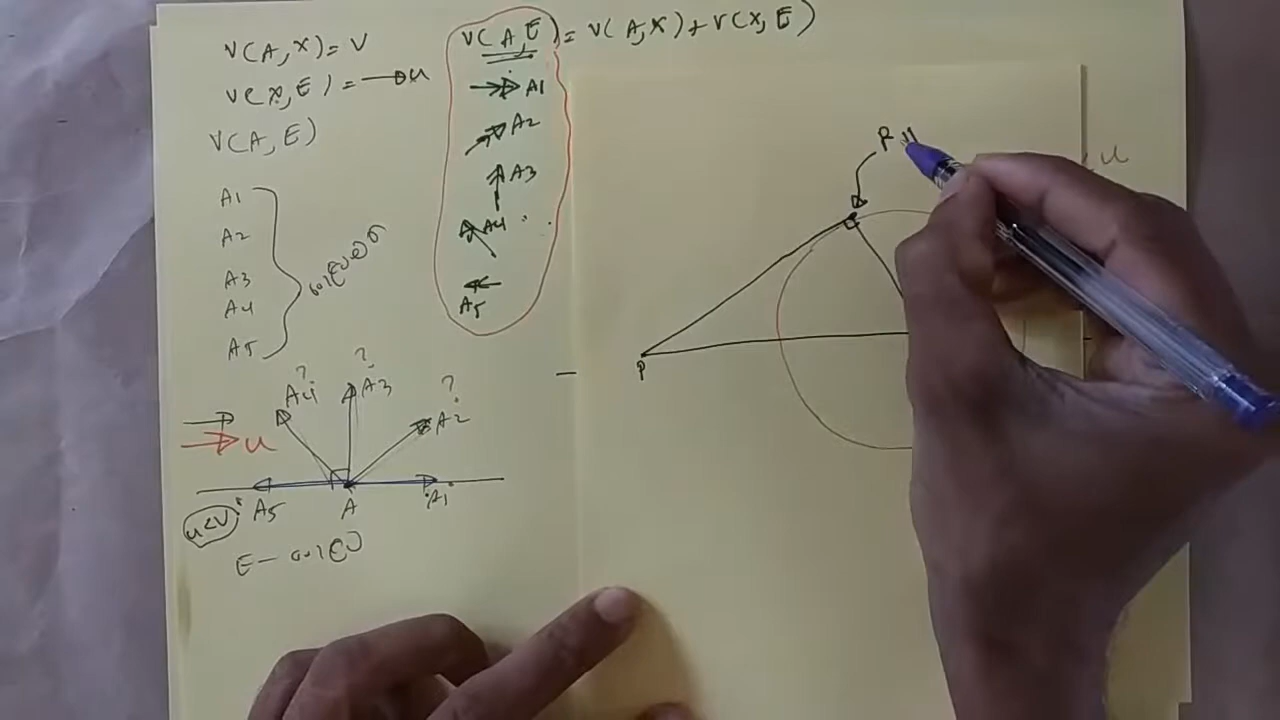 V(A,X)=V
V(X,E)=→u
V(A,E)
A1
A2
A3
A4
A5
V(A,E)=V(A,X)+V(X,E)
A1
A2
A3
A4
A5
?
?
?
A4
A3
A2
u
u<V
A5
A
A1
E-
P
R
u